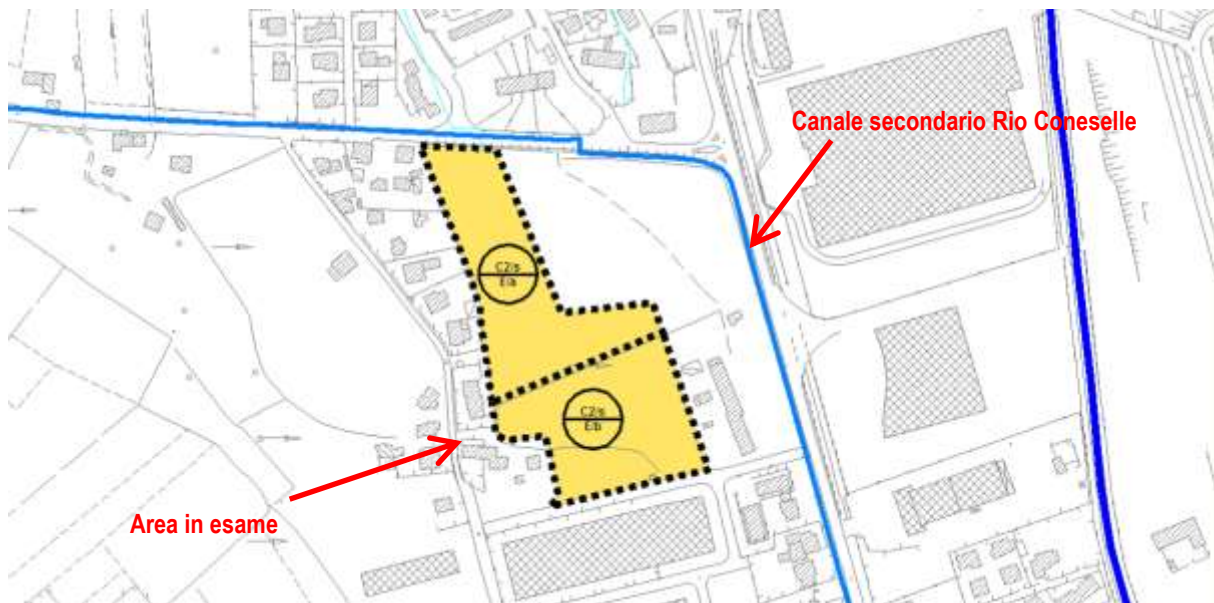 Canale secondario Rio Coneselle
C2/s
E/a
C2/s
E/b
Area in esame